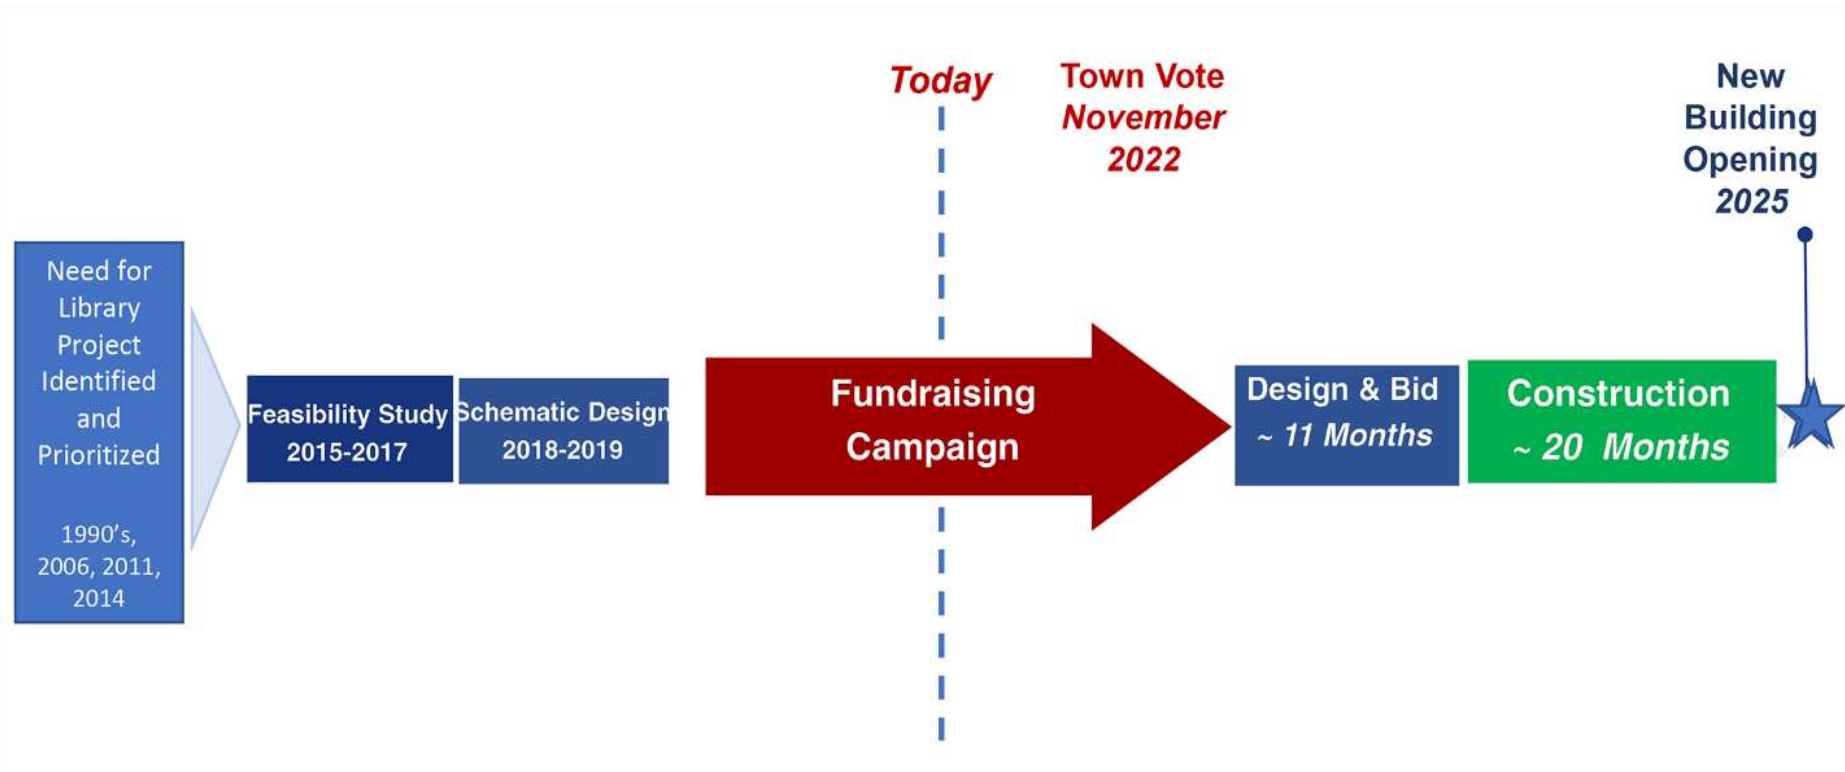 Today
Town Vote
November
2022
New
Building
Opening
2025
Need for
Library
Project
Identified
and
Prioritized
1990’s,
2006, 2011,
2014
Feasibility Study
2015-2017
Schematic Design
2018-2019
Fundraising
Campaign
Design & Bid
~ 11 Months
Construction
~ 20 Months